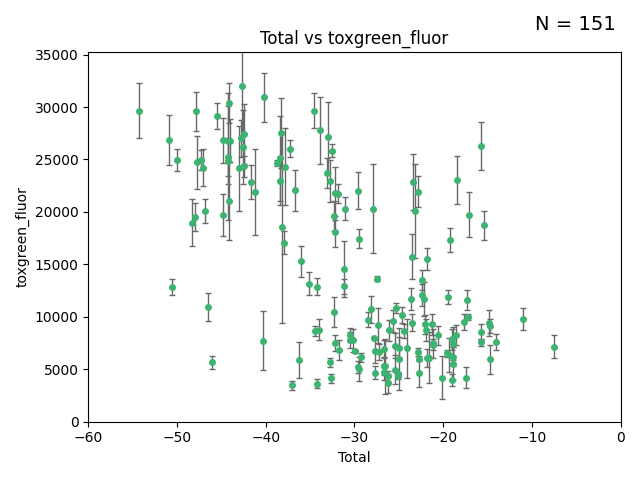 N = 151
Total vs toxgreen_fluor
35000
30000
25000
20000
15000
10000
5000
0
toxgreen_fluor
−60 −50 −40 −30 −20 −10 0
Total